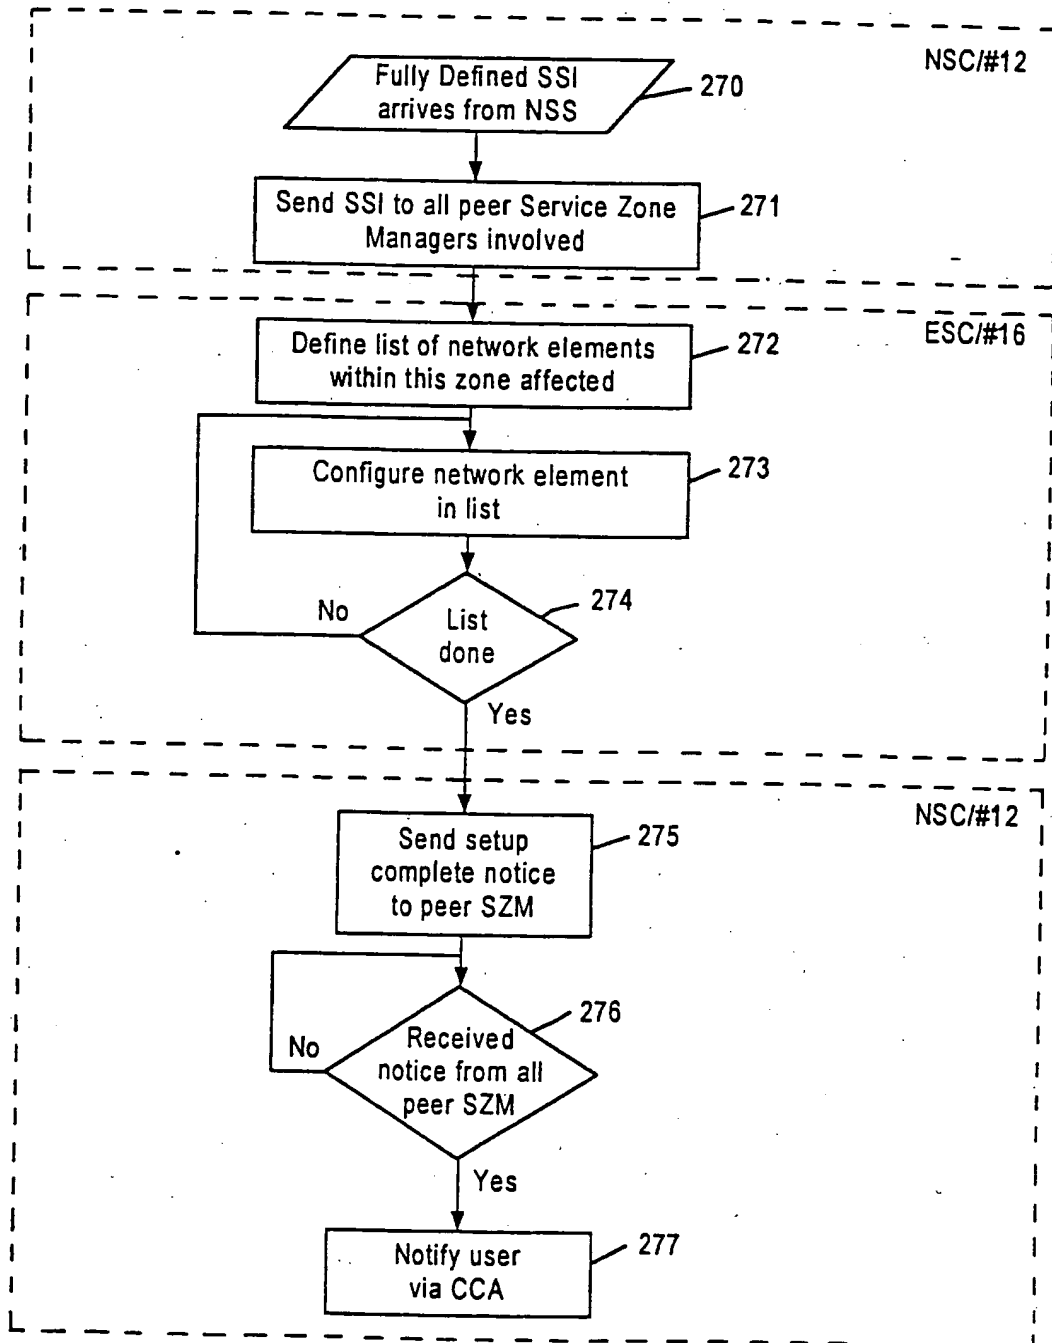 NSC/#12
Fully Defined SSI
arrives from NSS
270
Send SSI to all peer Service Zone
Managers involved
271
ESC/#16
Define list of network elements
within this zone affected
272
Configure network element
in list
273
274
No
List
done
Yes
NSC/#12
Send setup
complete notice
to peer SZM
275
276
No
Received
notice from all
peer SZM
Yes
Notify user
via CCA
277